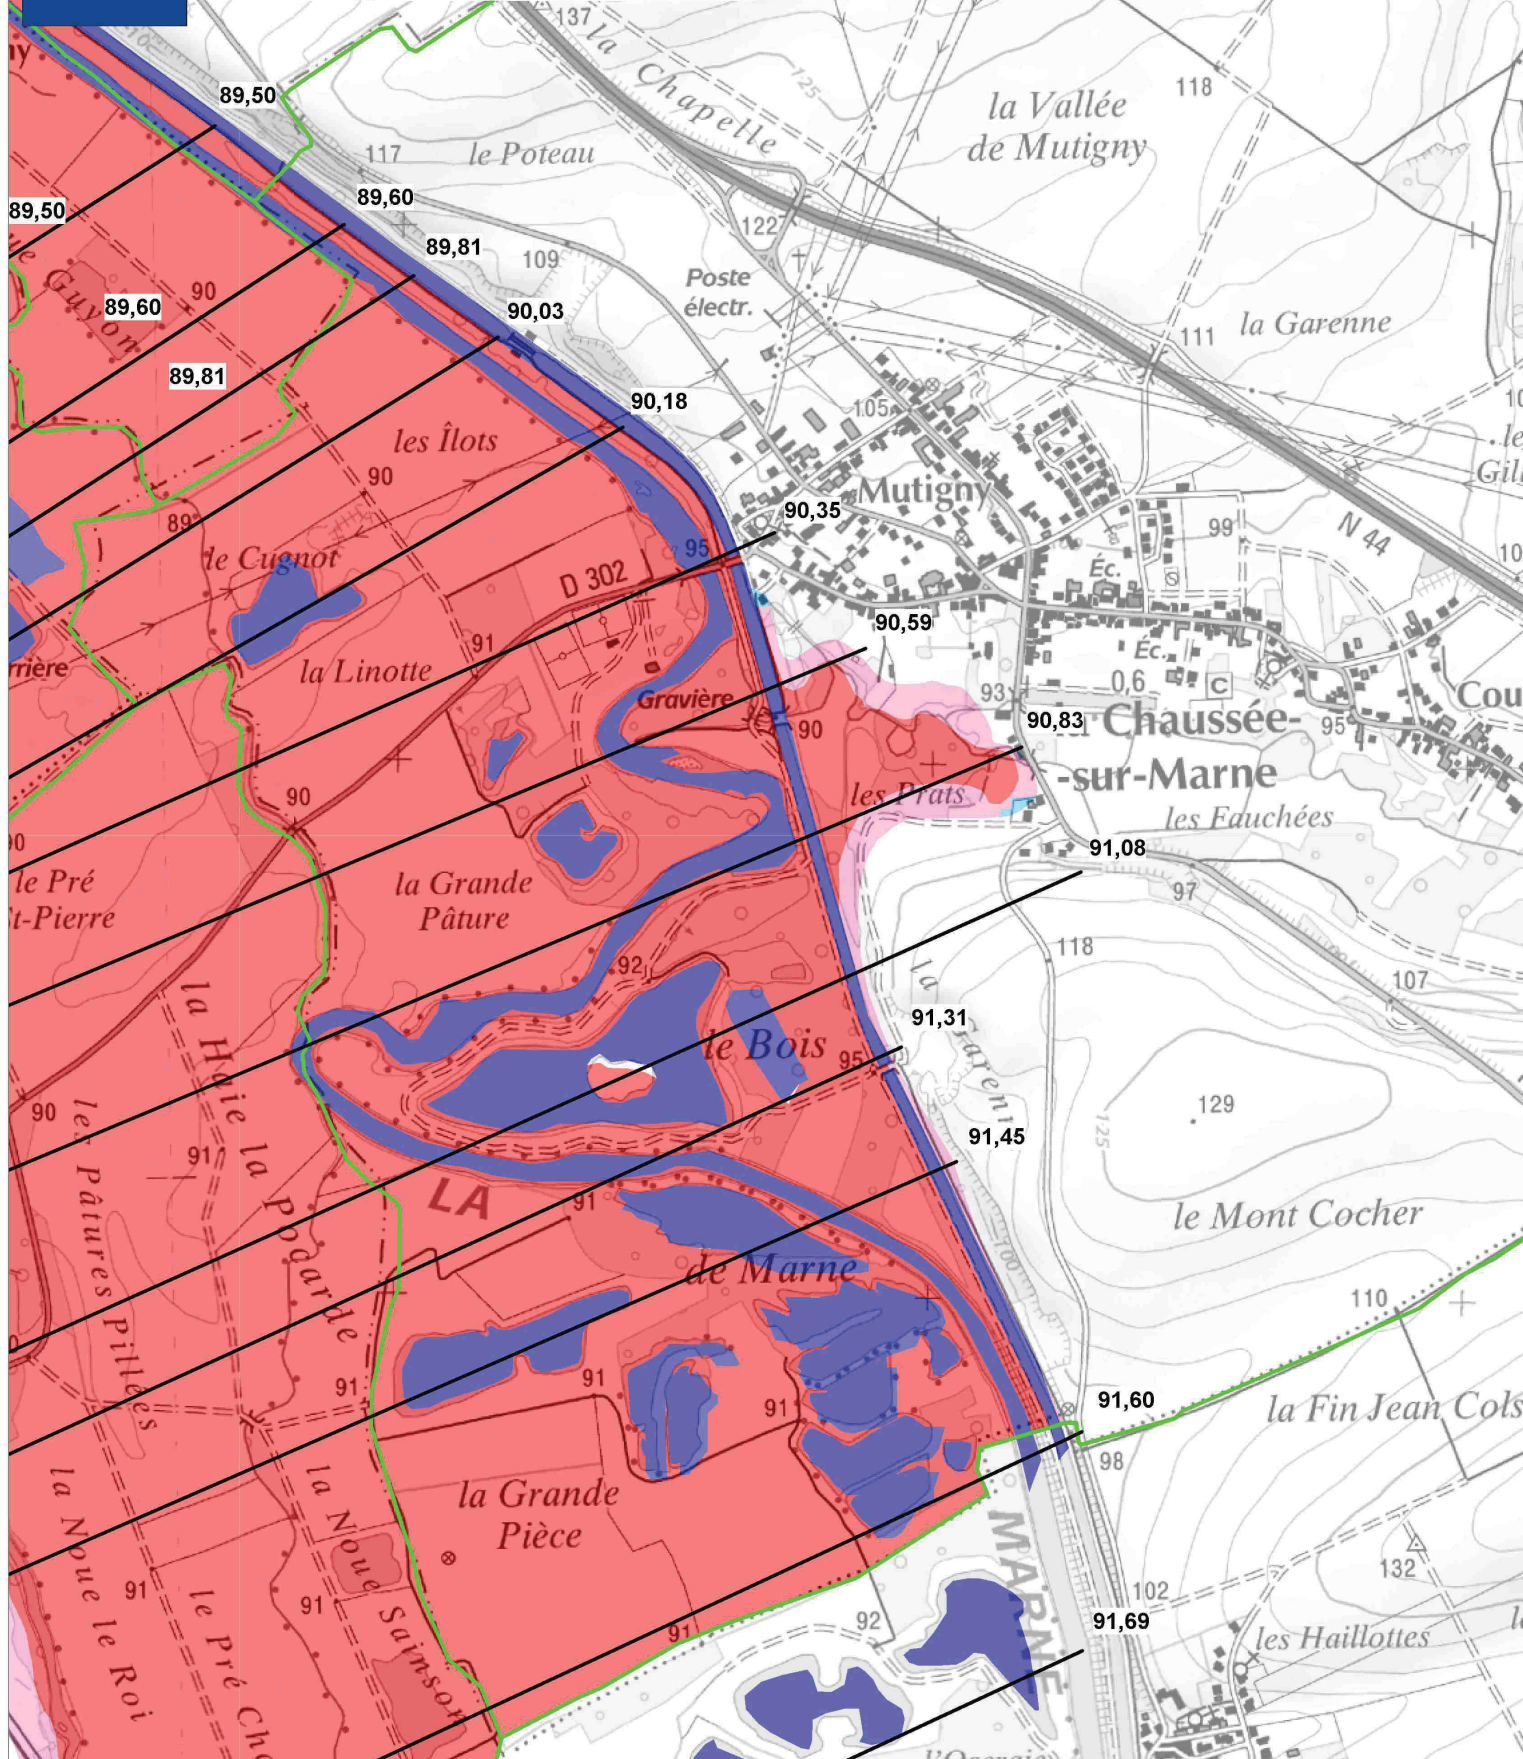 137
la Chapelle
125
118
la Vallée
de Mutigny
89,50
117
le Poteau
89,60
89,50
122
89,81
109
Poste
électr.
90
89,60
90,03
111
la Garenne
Guyon
89,81
90,18
105
les Îlots
90
Mutigny
90,35
99
N 44
89
le Cugnot
95
D 302
Éc.
90,59
91
la Linotte
Éc.
Gravière
93
0 6
C
90,83
90
Chaussée-
95
-sur-Marne
les Prats
les Fauchées
90
91,08
le Pré
St-Pierre
la Grande
Pâture
97
118
92
107
la Garenne
91,31
le Bois
95
la Haie la Pogarde
90
les Pâtures Pillées
129
125
91,45
91
LA
91
le Mont Cocher
100
de Marne
110
91
91
91
91,60
la Fin Jean Cols
98
la Grande
Pièce
la Noue le Roi
la Noue Sainson
MARNE
132
91
91
le Pré
102
91,69
92
91
les Haillottes